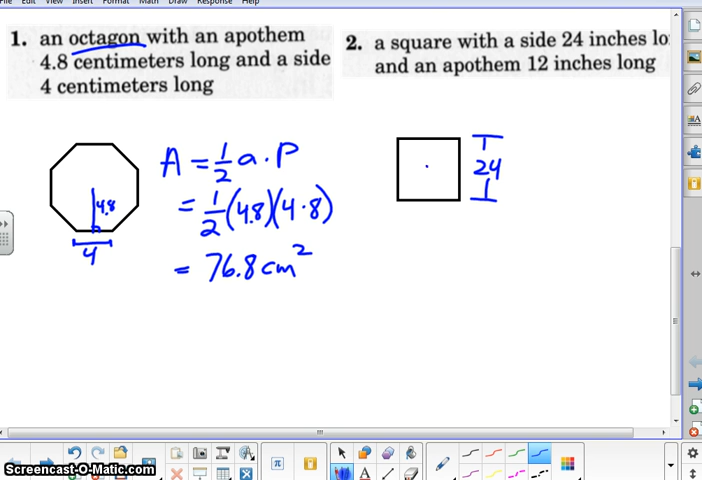 File Edit View Insert Format Math Draw Response Help
1. an octagon with an apothem
4.8 centimeters long and a side
4 centimeters long
2. a square with a side 24 inches lo
and an apothem 12 inches long
A = 1/2 a · P
= 1/2 (4.8)(4 · 8)
= 76.8 cm²
4.8
4
24
Screencast-O-Matic.com